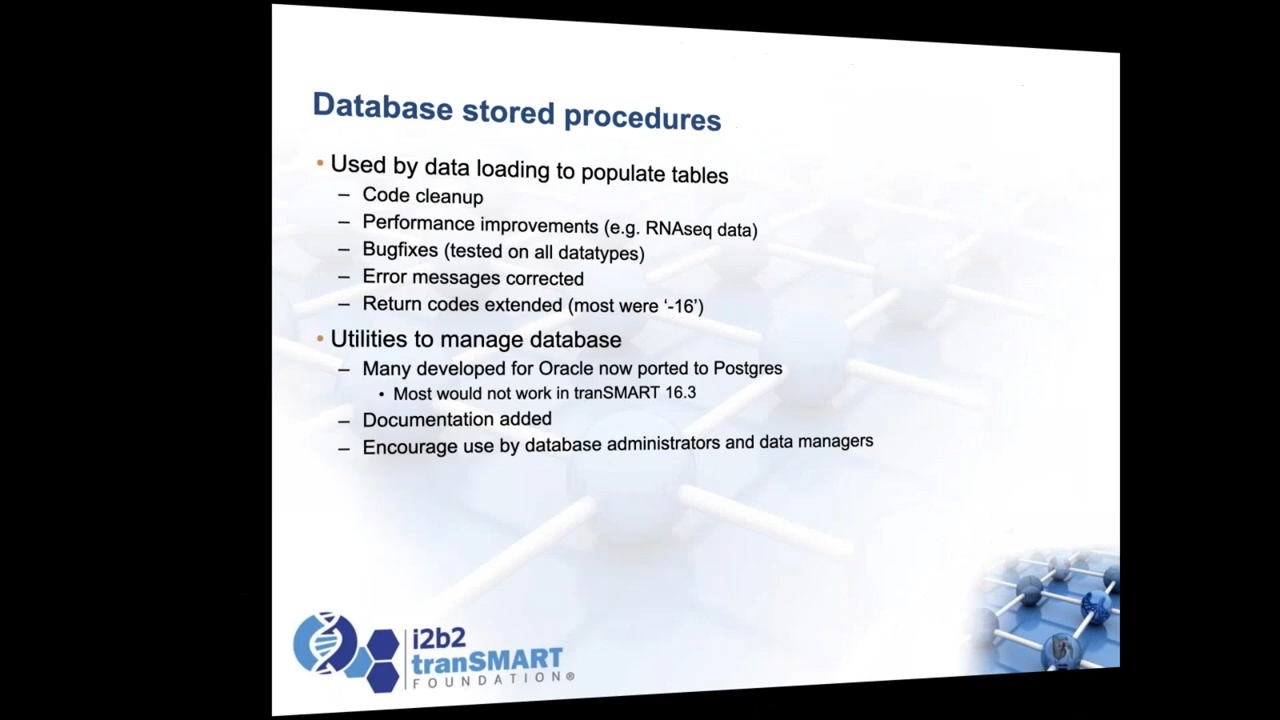 Database stored procedures
• Used by data loading to populate tables
– Code cleanup
– Performance improvements (e.g. RNAseq data)
– Bugfixes (tested on all datatypes)
– Error messages corrected
– Return codes extended (most were ‘-16’)
• Utilities to manage database
– Many developed for Oracle now ported to Postgres
• Most would not work in tranSMART 16.3
– Documentation added
– Encourage use by database administrators and data managers
i2b2
tranSMART
FOUNDATION®